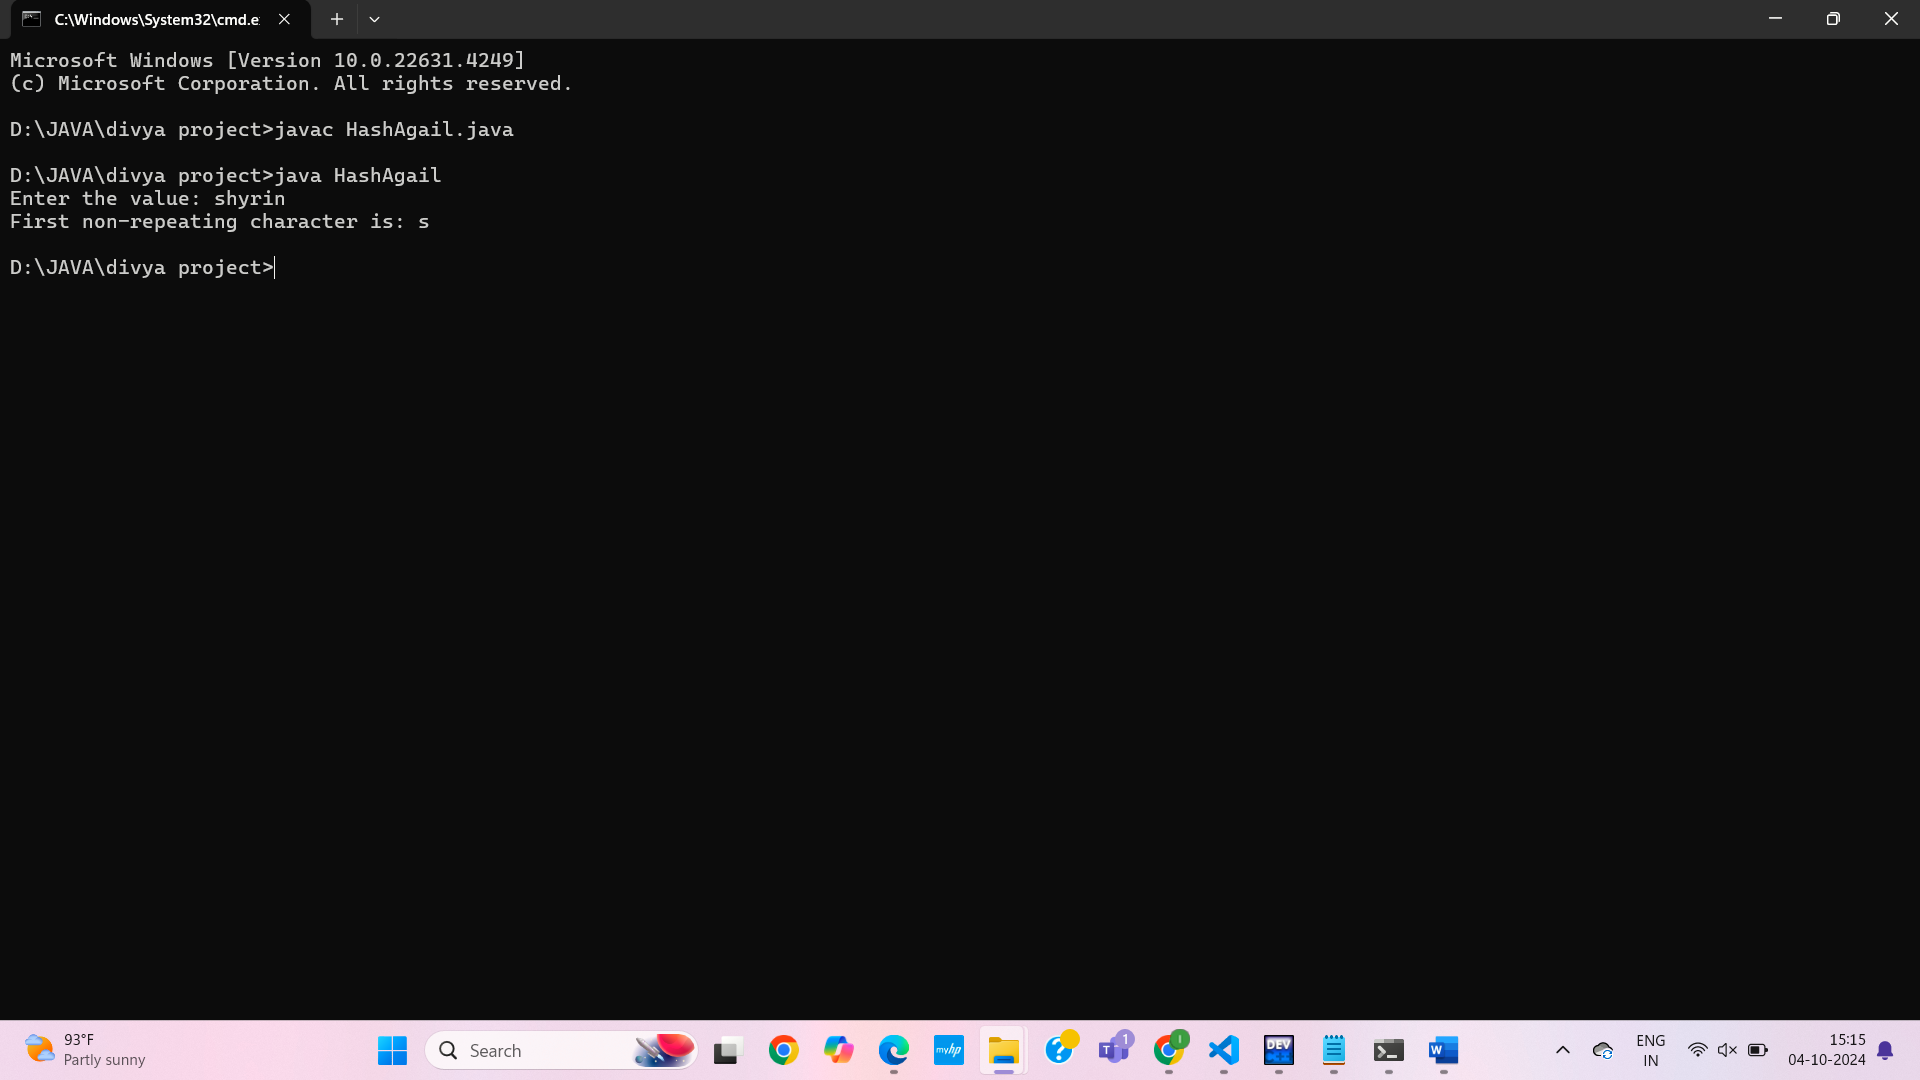 C:\Windows\System32\cmd.e
Microsoft Windows [Version 10.0.22631.4249]
(c) Microsoft Corporation. All rights reserved.
D:\JAVA\divya project>javac HashAgail.java
D:\JAVA\divya project>java HashAgail
Enter the value: shyrin
First non-repeating character is: s
D:\JAVA\divya project>
93°F
Partly sunny
Search
myhp
DEV
T
1
I
W
ENG
IN
15:15
04-10-2024